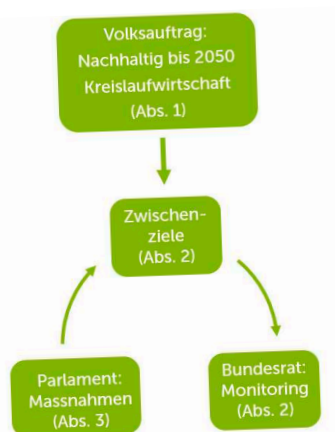 Volksauftrag:
Nachhaltig bis 2050
Kreislaufwirtschaft
(Abs. 1)
Zwischen-
ziele
(Abs. 2)
Parlament:
Massnahmen
(Abs. 3)
Bundesrat:
Monitoring
(Abs. 2)